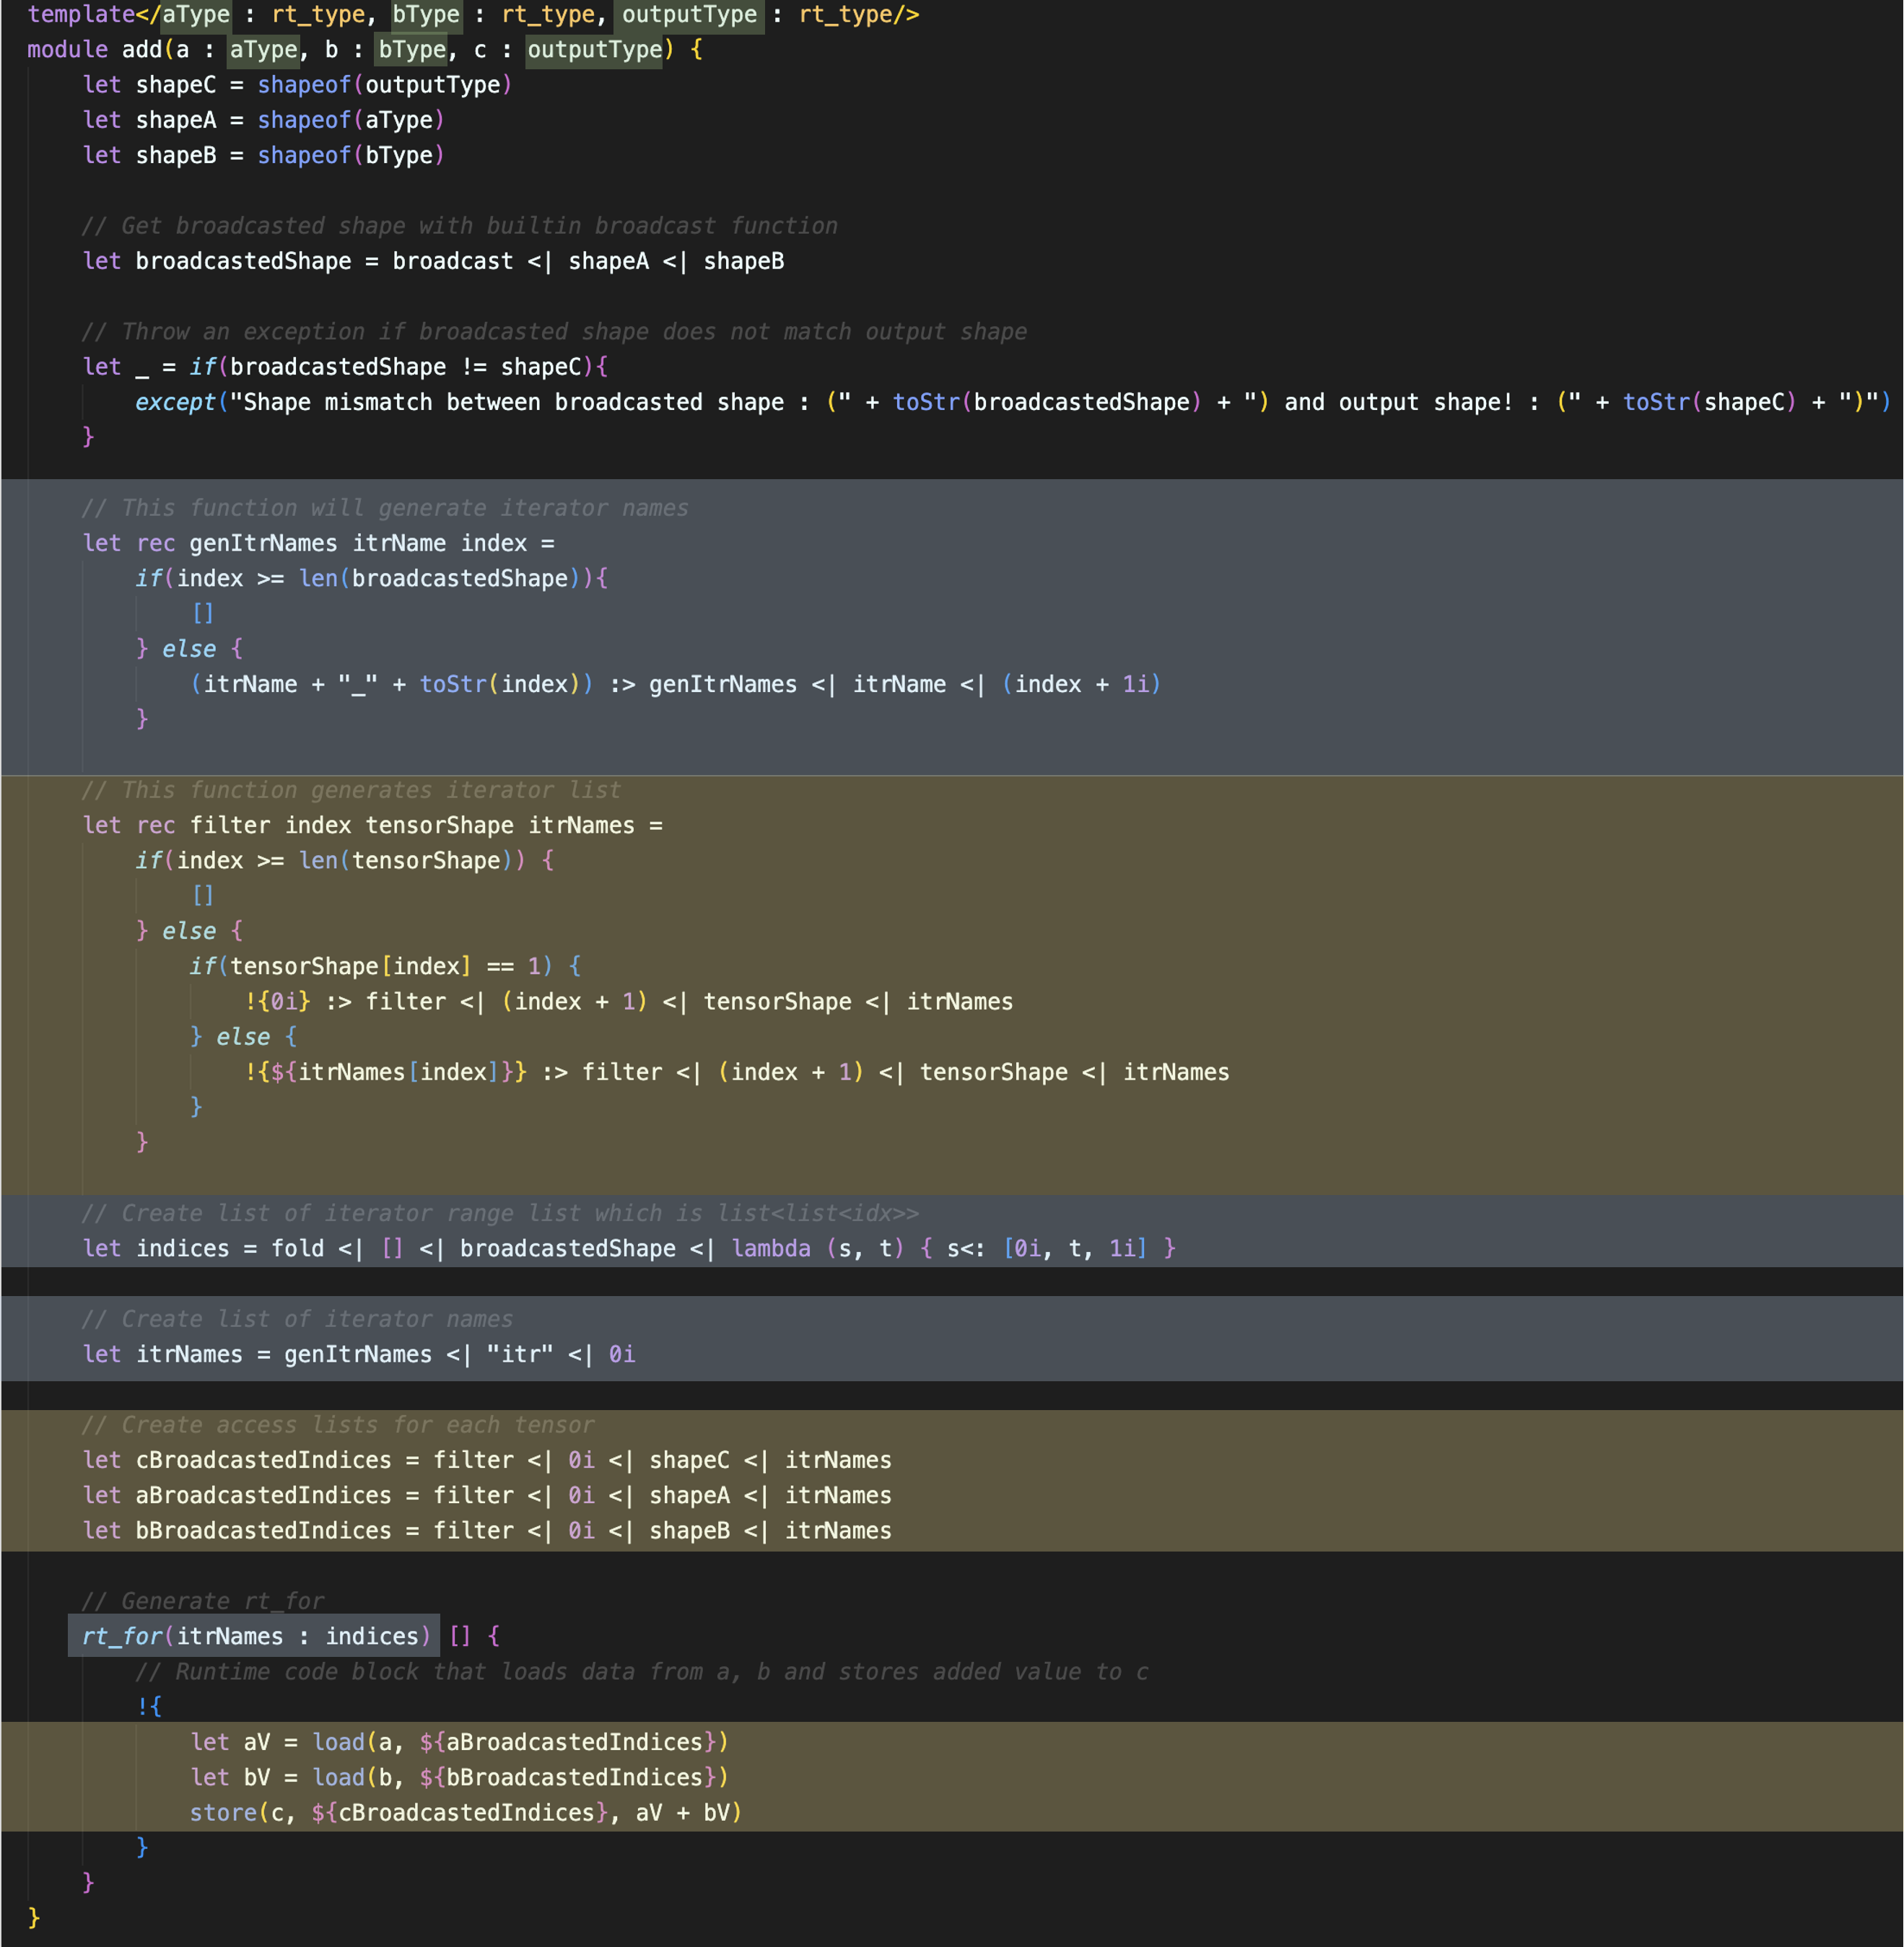 template</aType : rt_type, bType : rt_type, outputType : rt_type/>
module add(a : aType, b : bType, c : outputType) {
let shapeC = shapeof(outputType)
let shapeA = shapeof(aType)
let shapeB = shapeof(bType)
// Get broadcasted shape with builtin broadcast function
let broadcastedShape = broadcast <| shapeA <| shapeB
// Throw an exception if broadcasted shape does not match output shape
let _ = if(broadcastedShape != shapeC){
except("Shape mismatch between broadcasted shape : (" + toStr(broadcastedShape) + ") and output shape! : (" + toStr(shapeC) + ")")
}
// This function will generate iterator names
let rec genItrNames itrName index =
if(index >= len(broadcastedShape)){
[]
} else {
(itrName + "_" + toStr(index)) :> genItrNames <| itrName <| (index + 1i)
}
// This function generates iterator list
let rec filter index tensorShape itrNames =
if(index >= len(tensorShape)) {
[]
} else {
if(tensorShape[index] == 1) {
!{0i} :> filter <| (index + 1) <| tensorShape <| itrNames
} else {
!{${itrNames[index]}} :> filter <| (index + 1) <| tensorShape <| itrNames
}
}
// Create list of iterator range list which is list<list<idx>>
let indices = fold <| [] <| broadcastedShape <| lambda (s, t) { s<: [0i, t, 1i] }
// Create list of iterator names
let itrNames = genItrNames <| "itr" <| 0i
// Create access lists for each tensor
let cBroadcastedIndices = filter <| 0i <| shapeC <| itrNames
let aBroadcastedIndices = filter <| 0i <| shapeA <| itrNames
let bBroadcastedIndices = filter <| 0i <| shapeB <| itrNames
// Generate rt_for
rt_for(itrNames : indices) [] {
// Runtime code block that loads data from a, b and stores added value to c
!{
let aV = load(a, ${aBroadcastedIndices})
let bV = load(b, ${bBroadcastedIndices})
store(c, ${cBroadcastedIndices}, aV + bV)
}
}
}